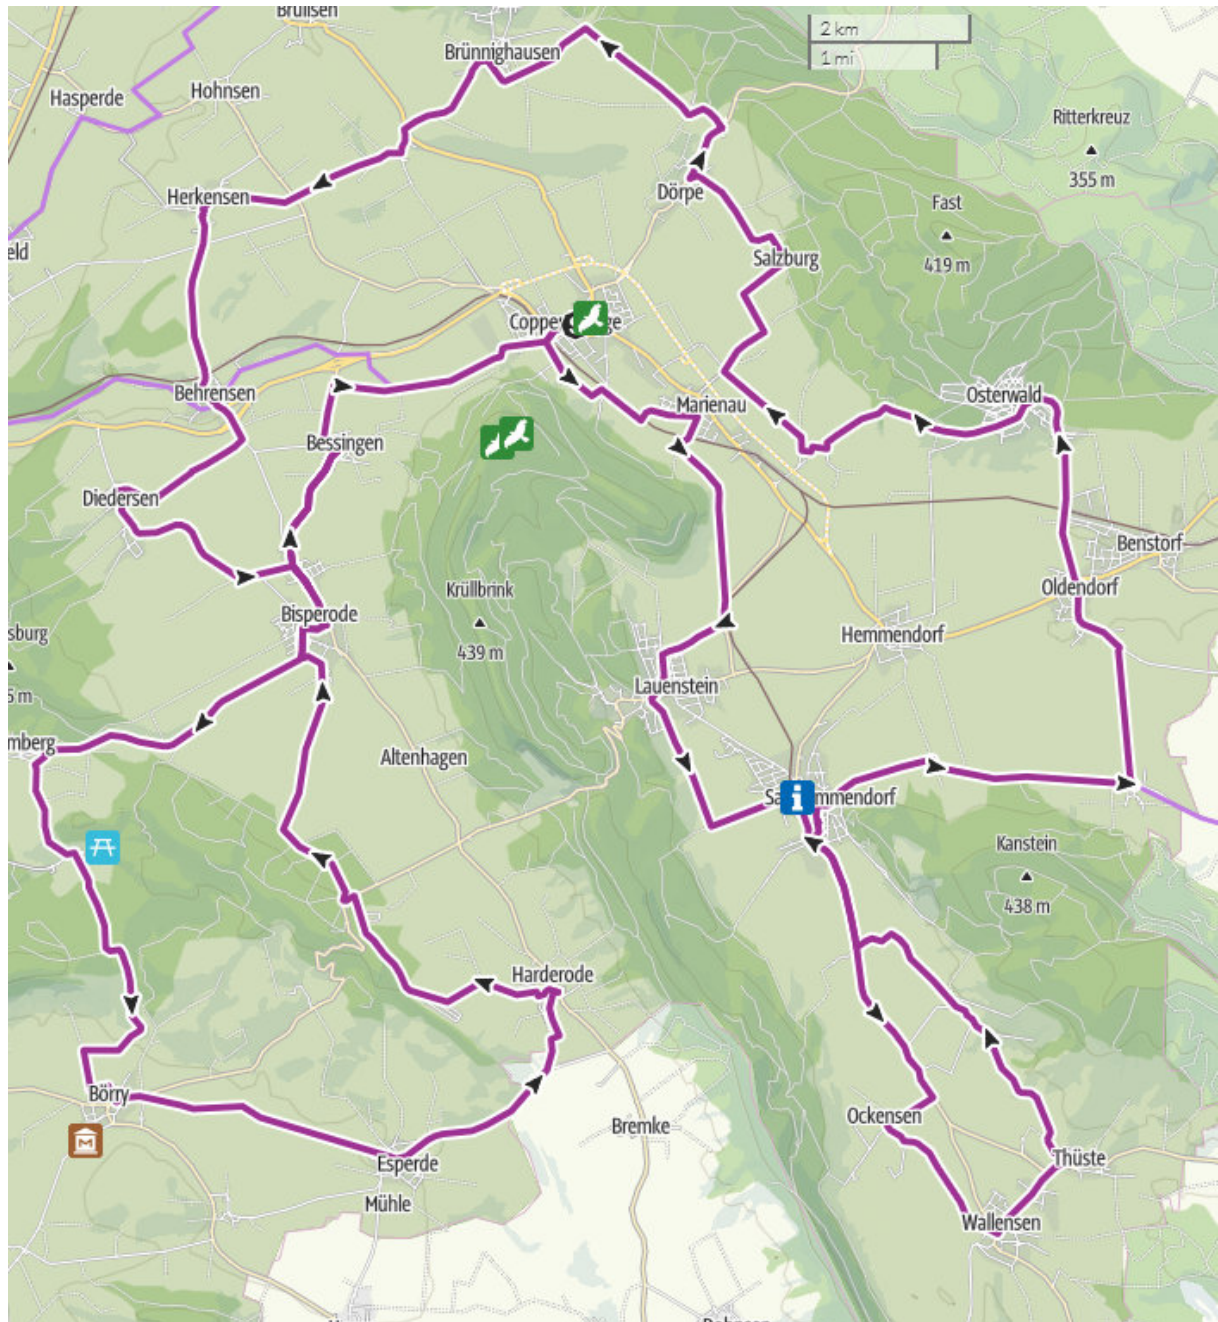 Brünnighausen
2 km
1 mi
Hasperde
Hohnsen
Ritterkreuz
355 m
Herkensen
Dörpe
Fast
419 m
Salzburg
Behrensen
Marienau
Osterwald
Bessingen
Diedersen
Benstorf
Krüllbrink
439 m
Oldendorf
Bisperode
Hemmendorf
Lauenstein
Altenhagen
Kanstein
438 m
Harderode
Börry
Ockensen
Bremke
M
Esperde
Thüste
Mühle
Wallensen